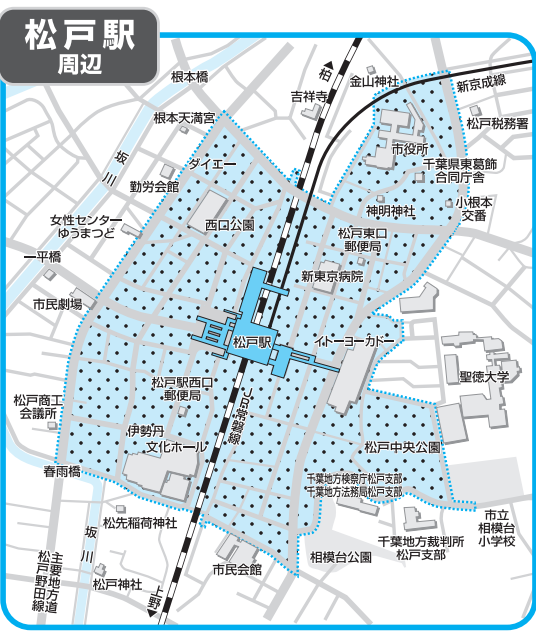 松戸駅
周辺
根本橋
柏
金山神社
新京成線
吉祥寺
根本天満宮
松戸税務署
坂川
ダイエー
市役所
千葉県東葛飾
合同庁舎
勤労会館
小根本
交番
神明神社
女性センター
ゆうまつど
西口公園
松戸東口
郵便局
一平橋
新東京病院
市民劇場
松戸駅
イトーヨーカドー
聖徳大学
松戸駅西口
郵便局
JR常磐線
松戸商工
会議所
伊勢丹
文化ホール
松戸中央公園
春雨橋
千葉地方検察庁松戸支部
千葉地方法務局松戸支部
松先稲荷神社
市立
相模台
小学校
坂川
千葉地方裁判所
松戸支部
相模台公園
市民会館
主要地方道
松戸野田線
松戸神社
上野